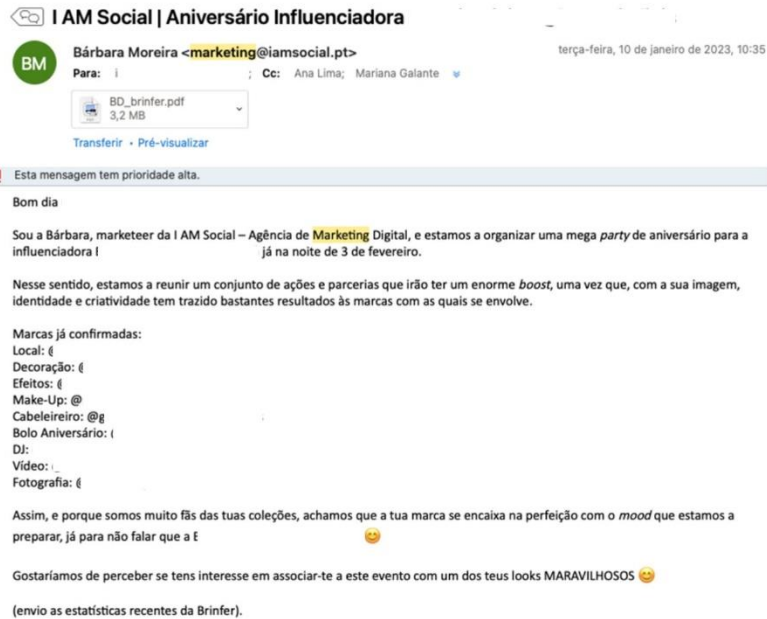 I AM Social | Aniversário Influenciadora
BM
Bárbara Moreira <marketing@iamsocial.pt>
terça-feira, 10 de janeiro de 2023, 10:35
Para: i ; Cc: Ana Lima; Mariana Galante
BD_brinfer.pdf
3,2 MB
Transferir • Pré-visualizar
Esta mensagem tem prioridade alta.
Bom dia
Sou a Bárbara, marketeer da I AM Social – Agência de Marketing Digital, e estamos a organizar uma mega party de aniversário para a
influenciadora já na noite de 3 de fevereiro.
Nesse sentido, estamos a reunir um conjunto de ações e parcerias que irão ter um enorme boost, uma vez que, com a sua imagem,
identidade e criatividade tem trazido bastantes resultados às marcas com as quais se envolve.
Marcas já confirmadas:
Local:
Decoração:
Efeitos:
Make-Up: @
Cabeleireiro: @g
Bolo Aniversário: (
DJ:
Vídeo:
Fotografia:
Assim, e porque somos muito fãs das tuas coleções, achamos que a tua marca se encaixa na perfeição com o mood que estamos a
preparar, já para não falar que a 😊
Gostaríamos de perceber se tens interesse em associar-te a este evento com um dos teus looks MARAVILHOSOS 😊
(envio as estatísticas recentes da Brinfer).